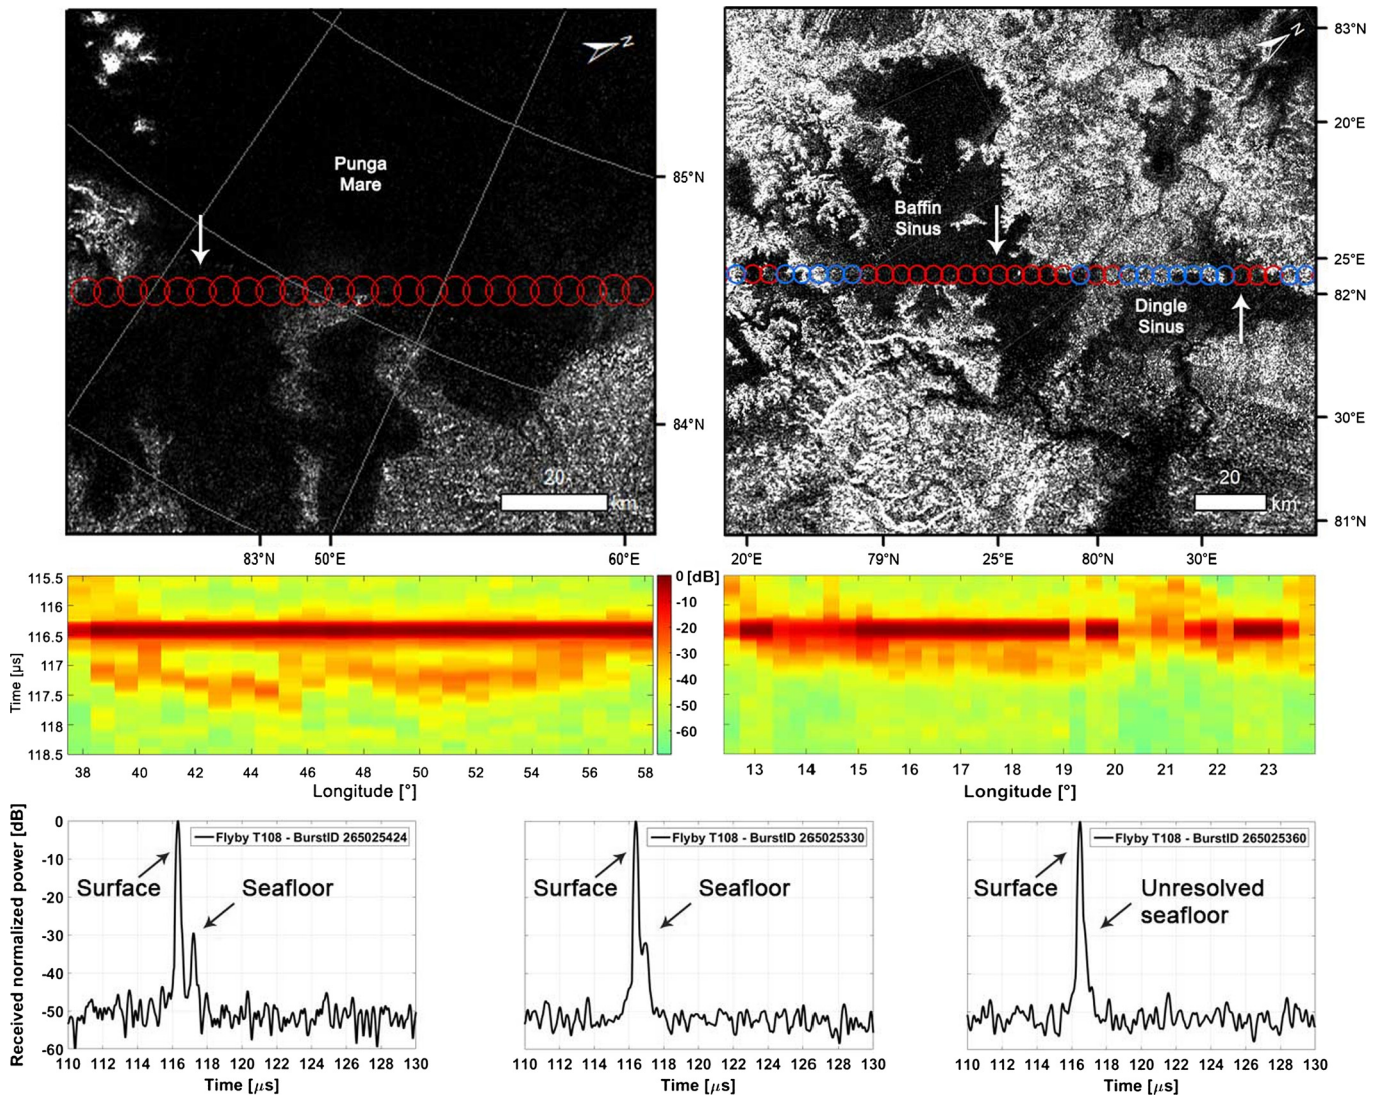 N
Punga
Mare
85°N
84°N
20
km
83°N
50°E
60°E
N
Baffin
Sinus
Dingle
Sinus
83°N
20°E
25°E
82°N
30°E
81°N
20
km
20°E
79°N
25°E
80°N
30°E
115.5
116
116.5
117
117.5
118
118.5
Time [µs]
38
40
42
44
46
48
50
52
54
56
58
Longitude [°]
0 [dB]
-10
-20
-30
-40
-50
-60
13
14
15
16
17
18
19
20
21
22
23
Longitude [°]
Received normalized power [dB]
0
-10
-20
-30
-40
-50
-60
Flyby T108 - BurstID 265025424
Surface
Seafloor
110 112 114 116 118 120 122 124 126 128 130
Time [µs]
Flyby T108 - BurstID 265025330
Surface
Seafloor
110 112 114 116 118 120 122 124 126 128 130
Time [µs]
Flyby T108 - BurstID 265025360
Surface
Unresolved
seafloor
110 112 114 116 118 120 122 124 126 128 130
Time [µs]